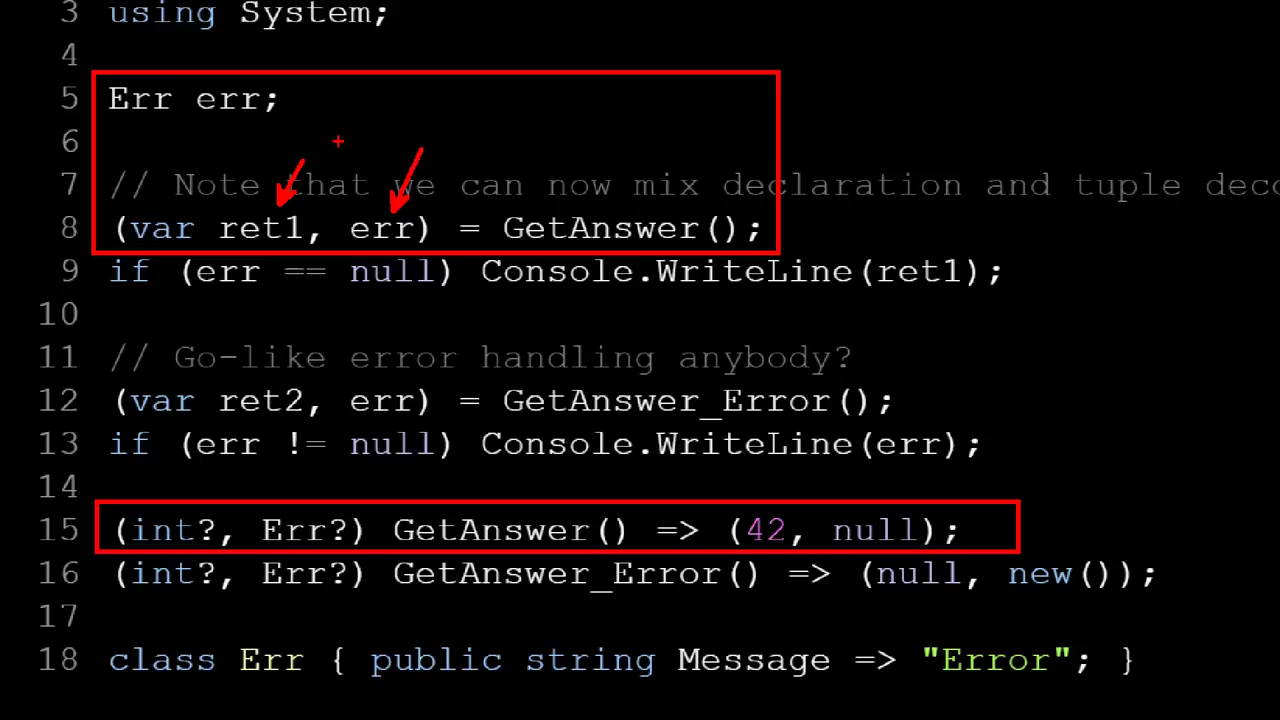 3 using System;
4
5 Err err;
6
7 // Note that we can now mix declaration and tuple deco
8 (var ret1, err) = GetAnswer();
9 if (err == null) Console.WriteLine(ret1);
10
11 // Go-like error handling anybody?
12 (var ret2, err) = GetAnswer_Error();
13 if (err != null) Console.WriteLine(err);
14
15 (int?, Err?) GetAnswer() => (42, null);
16 (int?, Err?) GetAnswer_Error() => (null, new());
17
18 class Err { public string Message => "Error"; }